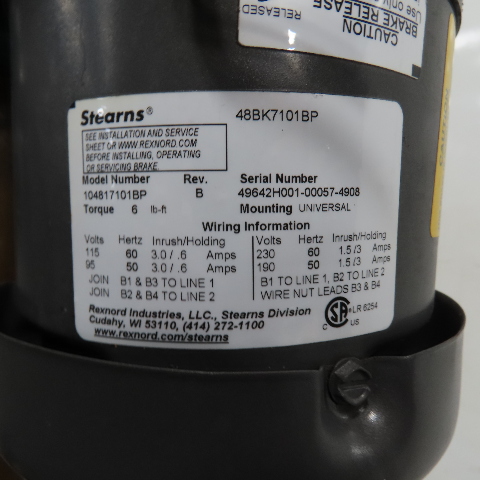 RELEASED
CAUTION
BRAKE RELEASE
Use only
Stearns® 48BK7101BP
SEE INSTALLATION AND SERVICE
SHEET OR WWW.REXNORD.COM
BEFORE INSTALLING, OPERATING
OR SERVICING BRAKE.
Model Number Rev. Serial Number
104817101BP B 49642H001-00057-4908
Torque 6 lb-ft Mounting UNIVERSAL
Wiring Information
Volts Hertz Inrush/Holding
115 60 3.0 / .6 Amps
95 50 3.0 / .6 Amps
JOIN B1 & B3 TO LINE 1
JOIN B2 & B4 TO LINE 2
Volts Hertz Inrush/Holding
230 60 1.5 /3 Amps
190 50 1.5 /3 Amps
B1 TO LINE 1, B2 TO LINE 2
WIRE NUT LEADS B3 & B4
Rexnord Industries, LLC., Stearns Division
Cudahy, WI 53110, (414) 272-1100
www.rexnord.com/stearns
C SA ® LR 6254
US